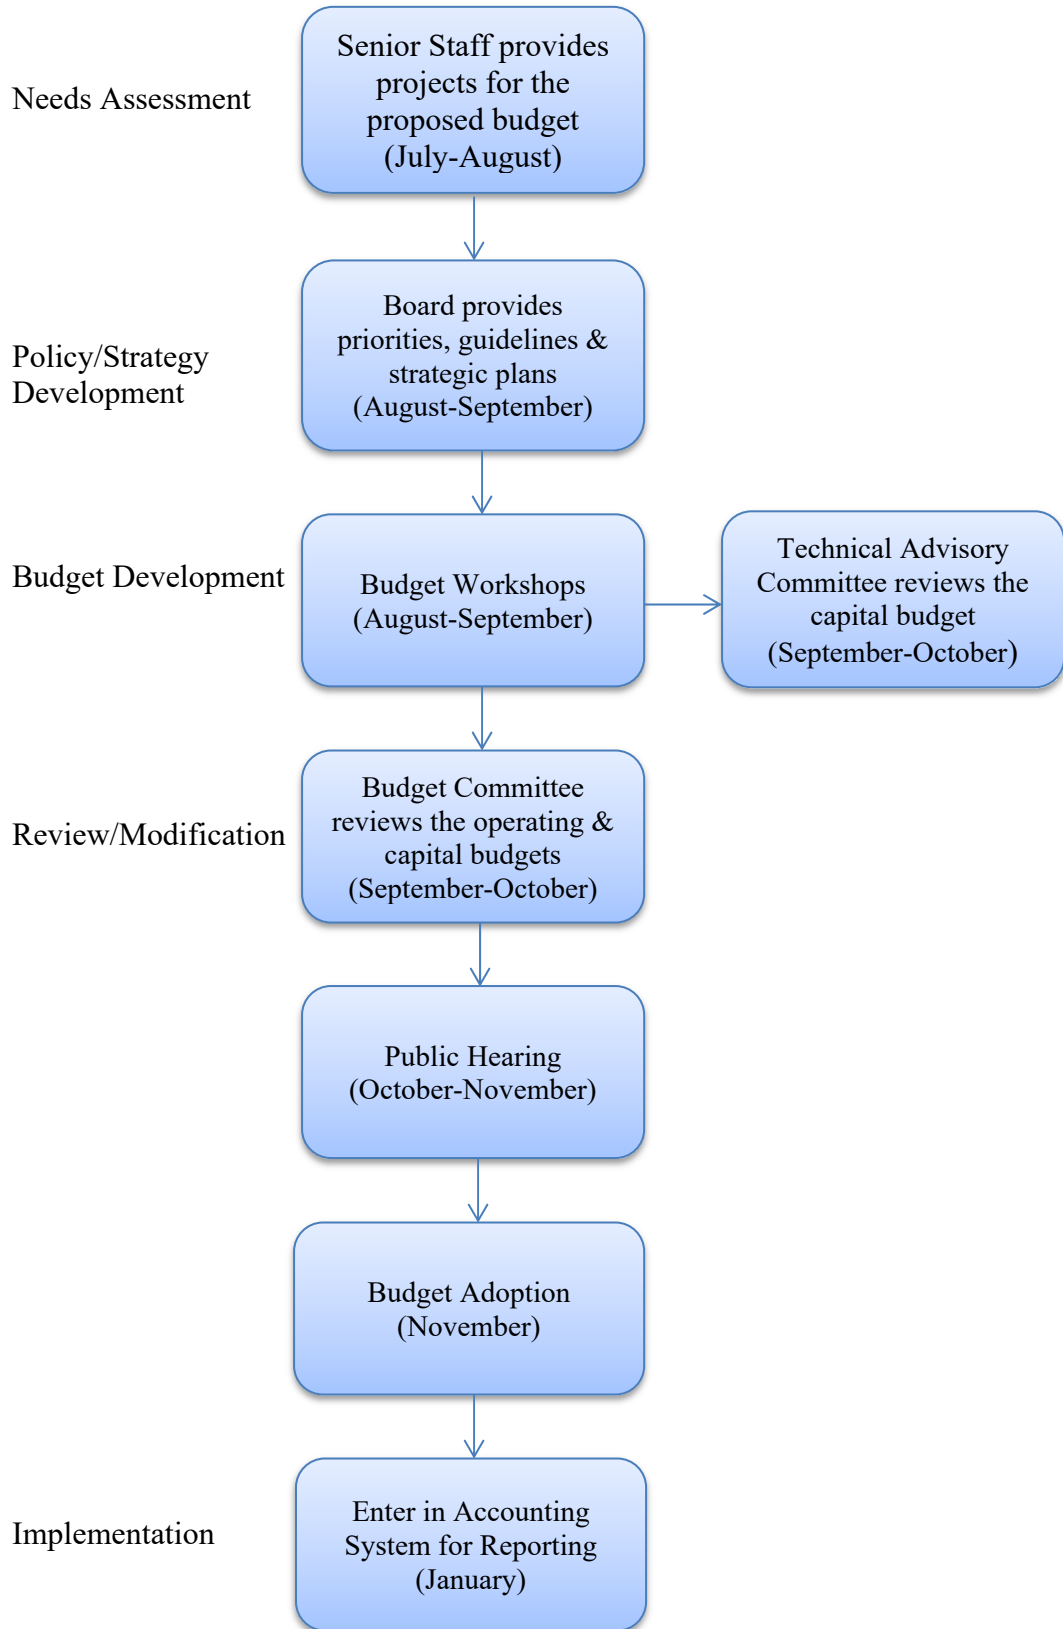 Needs Assessment
Senior Staff provides
projects for the
proposed budget
(July-August)
Policy/Strategy
Development
Board provides
priorities, guidelines &
strategic plans
(August-September)
Budget Development
Budget Workshops
(August-September)
Technical Advisory
Committee reviews the
capital budget
(September-October)
Review/Modification
Budget Committee
reviews the operating &
capital budgets
(September-October)
Public Hearing
(October-November)
Budget Adoption
(November)
Implementation
Enter in Accounting
System for Reporting
(January)